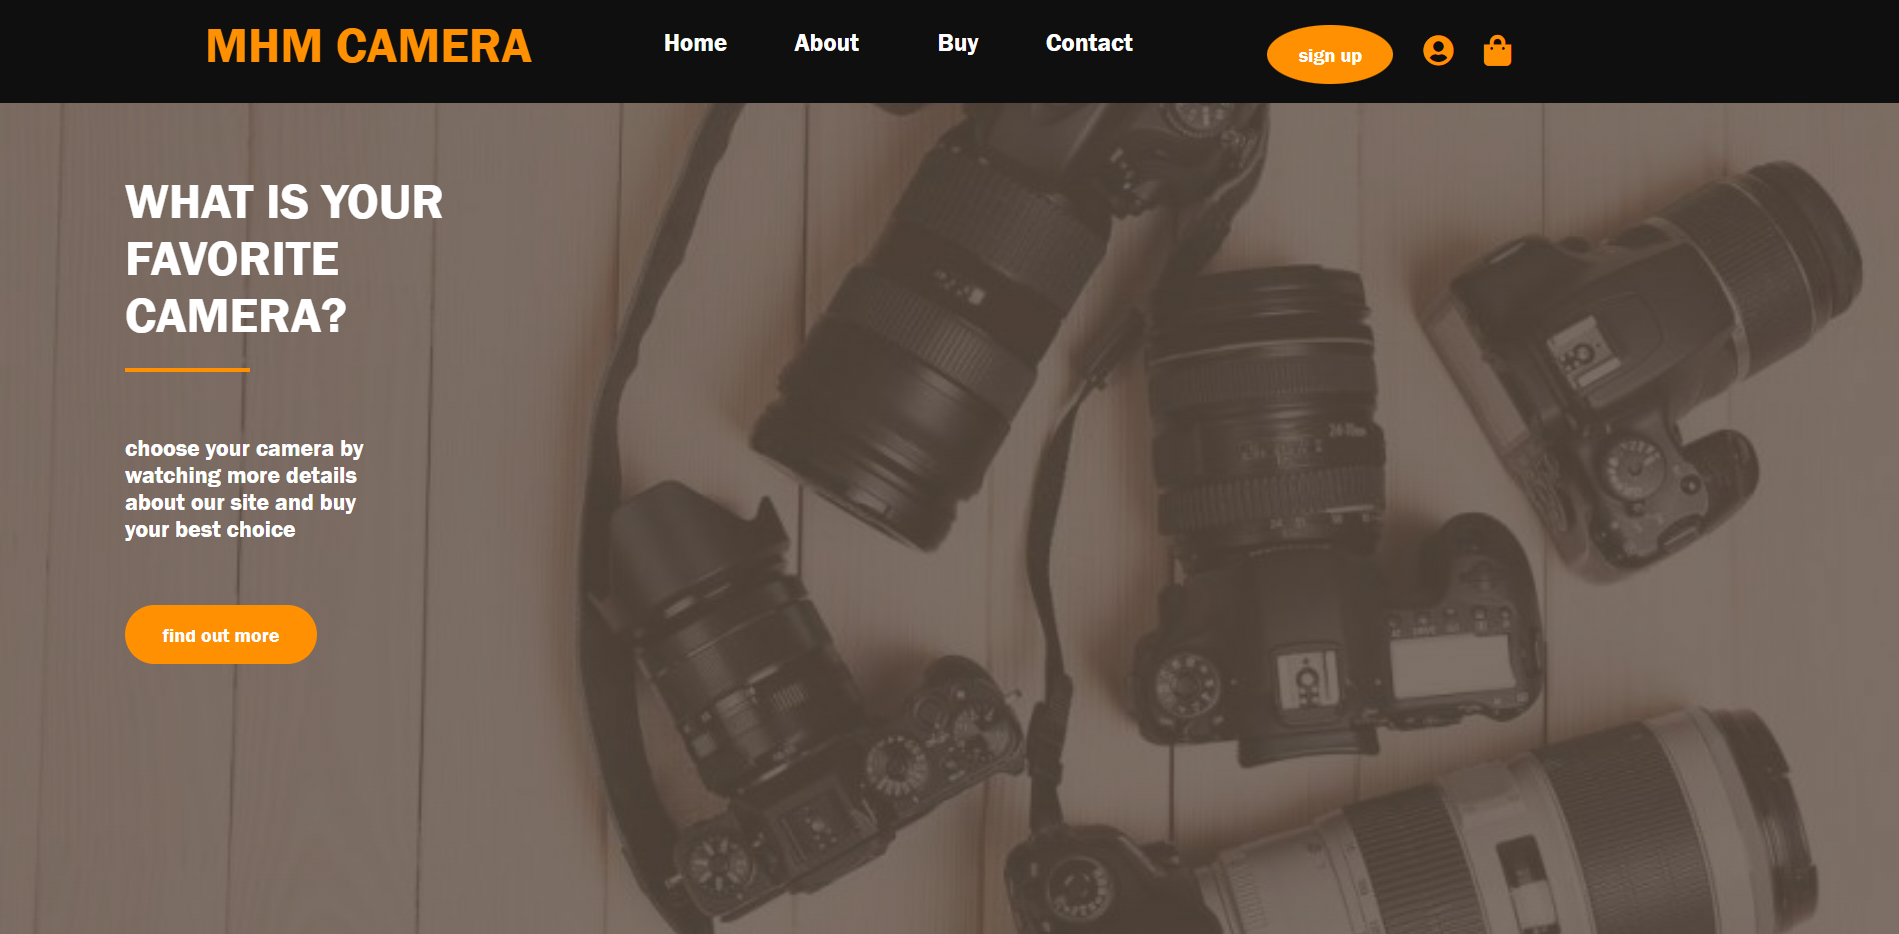 MHM CAMERA
Home About Buy Contact
sign up
WHAT IS YOUR
FAVORITE
CAMERA?
choose your camera by
watching more details
about our site and buy
your best choice
find out more